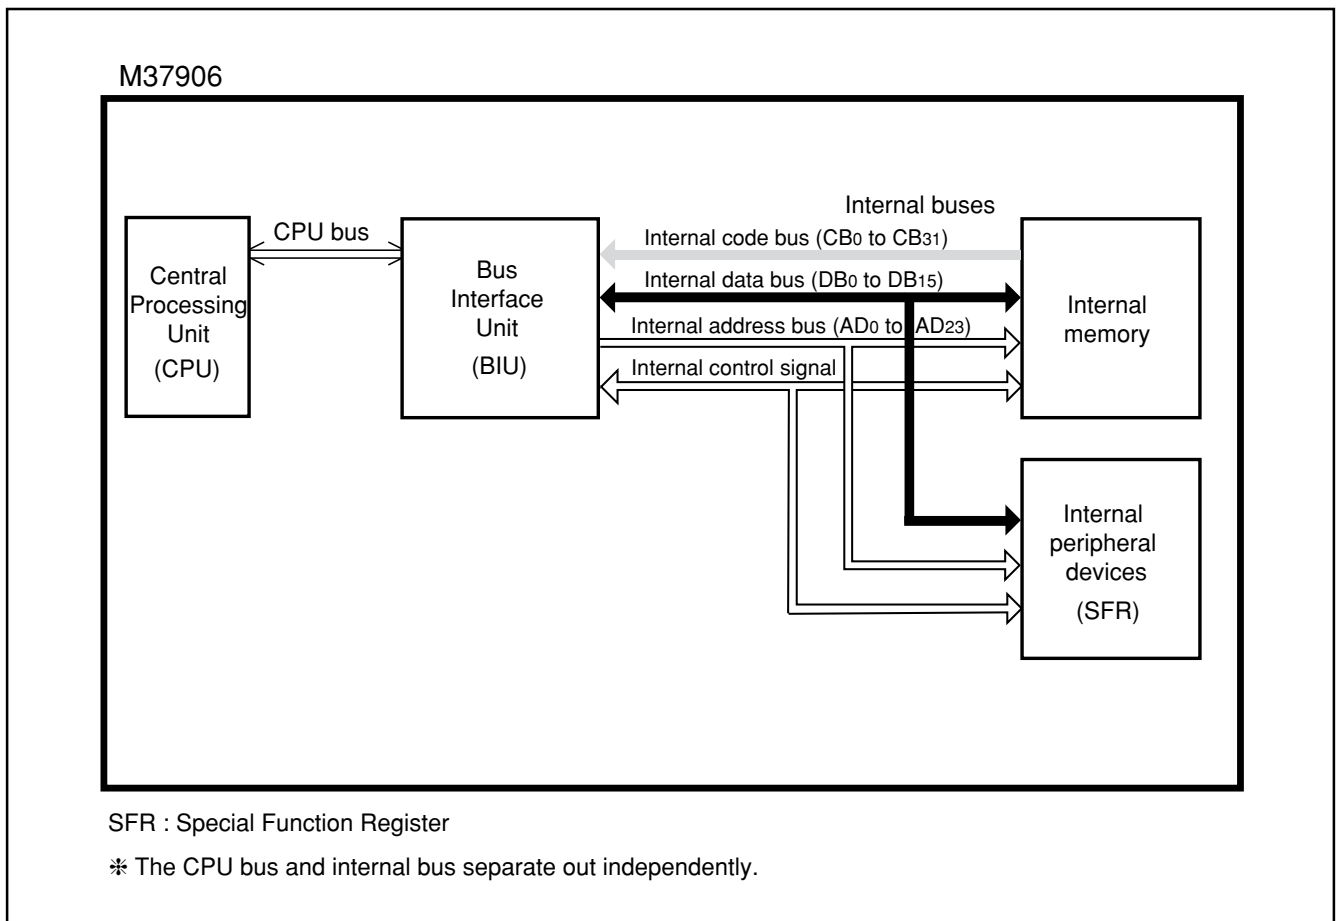 M37906
Central
Processing
Unit
(CPU)
CPU bus
Bus
Interface
Unit
(BIU)
Internal buses
Internal code bus (CB0 to CB31)
Internal data bus (DB0 to DB15)
Internal address bus (AD0 to AD23)
Internal control signal
Internal
memory
Internal
peripheral
devices
(SFR)
SFR : Special Function Register
❈ The CPU bus and internal bus separate out independently.